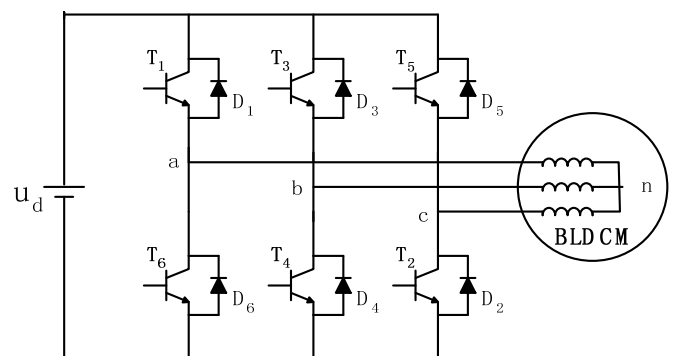 T1 T3 T5
D1 D3 D5
a
b
n
ud
c
BLDCM
T6 T4 T2
D6 D4 D2